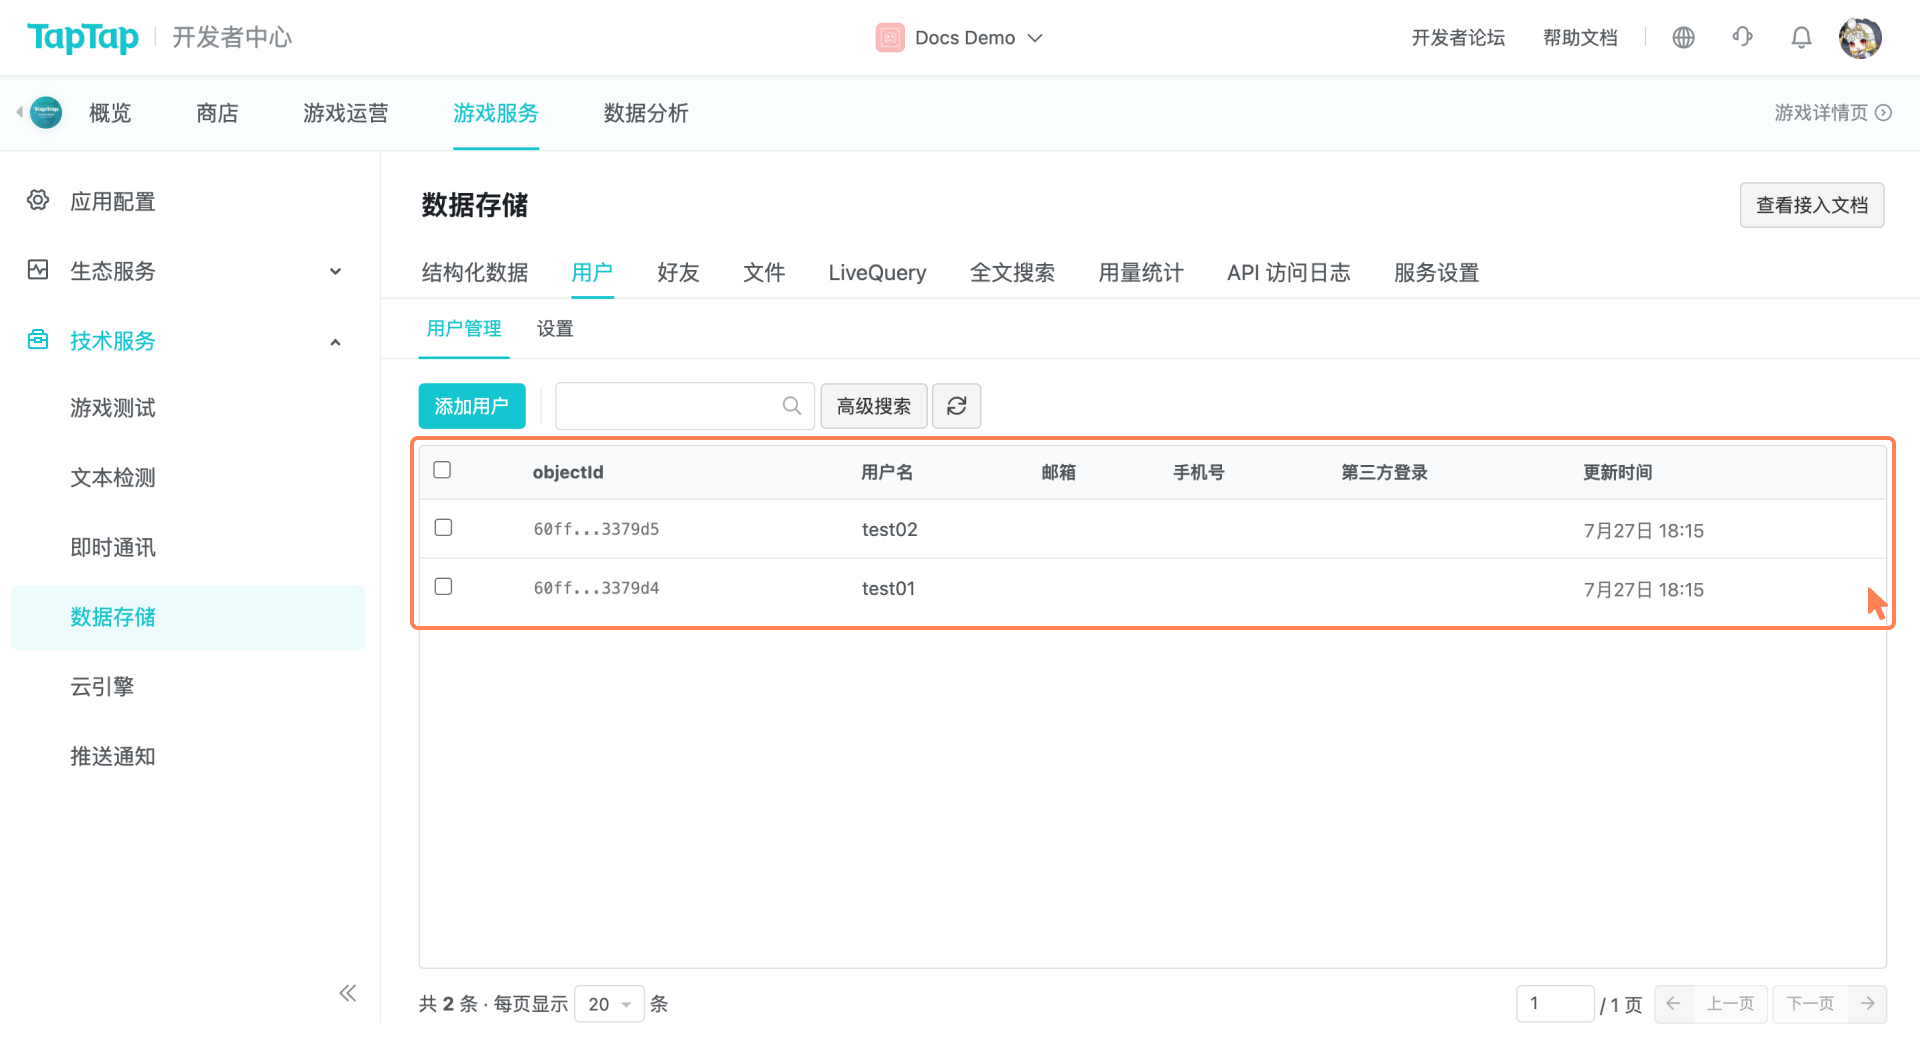 TapTap 开发者中心
Docs Demo
开发者论坛 帮助文档
概览 商店 游戏运营 游戏服务 数据分析 游戏详情页
应用配置
生态服务
技术服务
游戏测试
文本检测
即时通讯
数据存储
云引擎
推送通知
数据存储 查看接入文档
结构化数据 用户 好友 文件 LiveQuery 全文搜索 用量统计 API 访问日志 服务设置
用户管理 设置
添加用户 高级搜索
objectId 用户名 邮箱 手机号 第三方登录 更新时间
60ff...3379d5 test02 7月27日 18:15
60ff...3379d4 test01 7月27日 18:15
共 2 条 · 每页显示 20 条 1 / 1 页 上一页 下一页